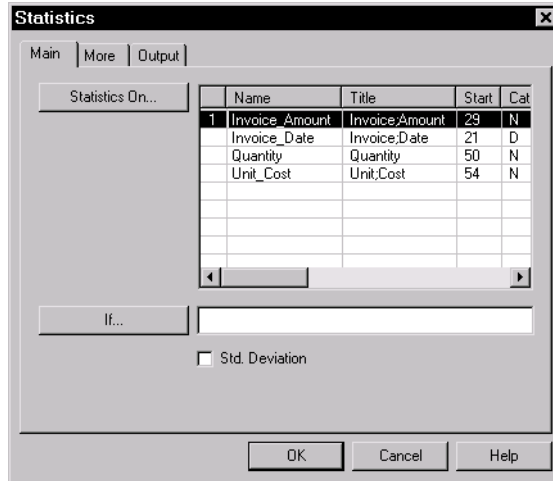 Statistics
Main More Output
Statistics On...
Name Title Start Cat
1 Invoice_Amount Invoice;Amount 29 N
Invoice_Date Invoice;Date 21 D
Quantity Quantity 50 N
Unit_Cost Unit;Cost 54 N
If...
Std. Deviation
OK Cancel Help